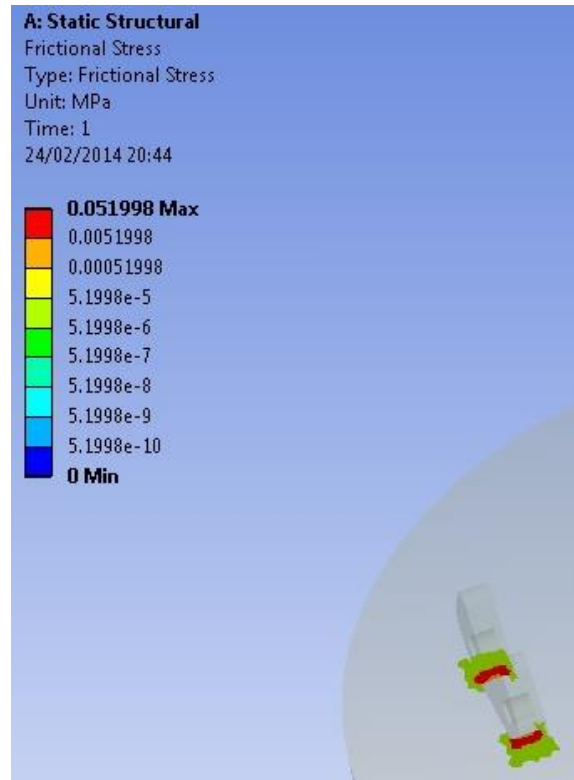 A: Static Structural
Frictional Stress
Type: Frictional Stress
Unit: MPa
Time: 1
24/02/2014 20:44
0.051998 Max
0.0051998
0.00051998
5.1998e-5
5.1998e-6
5.1998e-7
5.1998e-8
5.1998e-9
5.1998e-10
0 Min